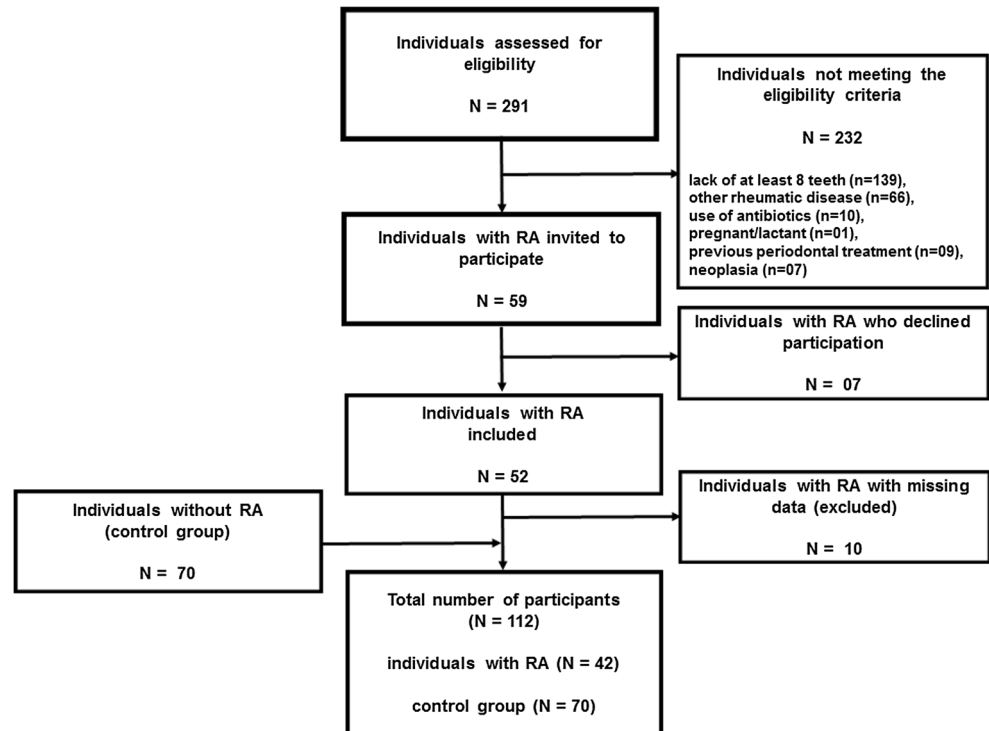 Individuals assessed for
eligibility
N = 291
Individuals not meeting the
eligibility criteria
N = 232
lack of at least 8 teeth (n=139),
other rheumatic disease (n=66),
use of antibiotics (n=10),
pregnant/lactant (n=01),
previous periodontal treatment (n=09),
neoplasia (n=07)
Individuals with RA invited to
participate
N = 59
Individuals with RA who declined
participation
N = 07
Individuals with RA
included
N = 52
Individuals with RA with missing
data (excluded)
N = 10
Individuals without RA
(control group)
N = 70
Total number of participants
(N = 112)
individuals with RA (N = 42)
control group (N = 70)